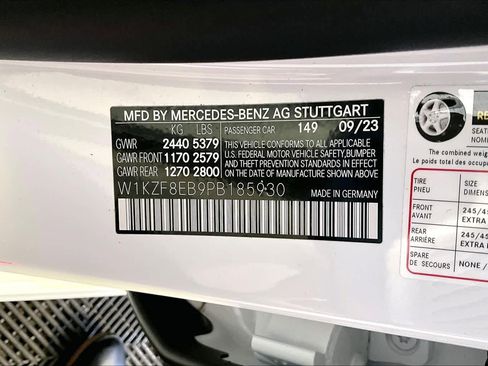 MFD BY MERCEDES-BENZ AG STUTTGART
KG LBS PASSENGER CAR 149 09/23
GVWR 2440 5379
GAWR FRONT 1170 2579
GAWR REAR 1270 2800
THIS VEHICLE CONFORMS TO ALL APPLICABLE
U.S. FEDERAL MOTOR VEHICLE SAFETY, BUMPER
AND THEFT PREVENTION STANDARDS IN EFFECT
ON THE DATE OF MANUFACTURE SHOWN ABOVE
W1KZF8EB9PB185930 MADE IN GERMANY
The combined weight
Le poids total des occ
TIRE
PNEU
SIZE
DIMEN
FRONT
AVANT
245/4
EXTRA
REAR
ARRIÈRE
245/4
EXTRA
SPARE
DE SECOURS
NONE /